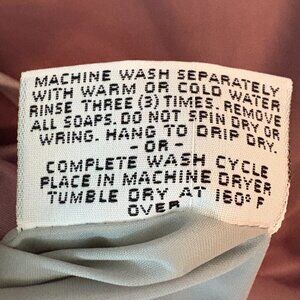 MACHINE WASH SEPARATELY
WITH WARM OR COLD WATER
RINSE THREE (3) TIMES. REMOVE
ALL SOAPS. DO NOT SPIN DRY OR
WRING. HANG TO DRIP DRY.
- OR -
COMPLETE WASH CYCLE
PLACE IN MACHINE DRYER
TUMBLE DRY AT 160° F
OVER